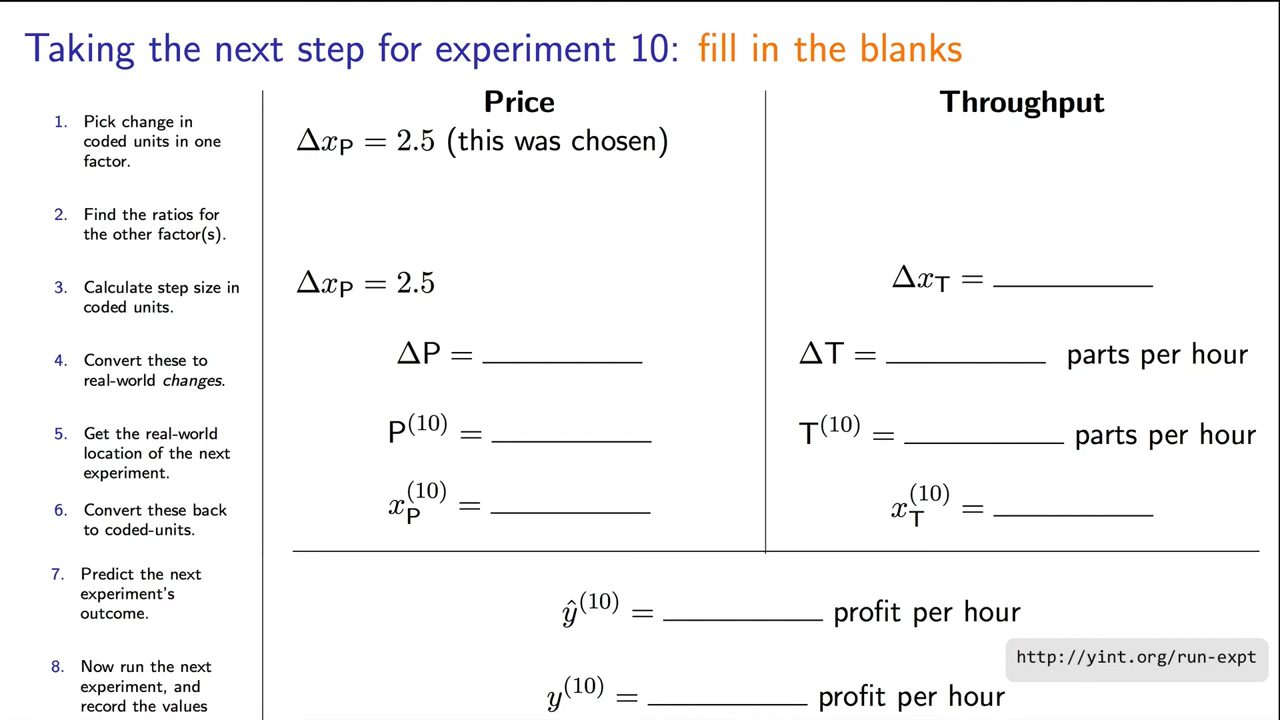 Taking the next step for experiment 10: fill in the blanks
1. Pick change in
coded units in one
factor.
2. Find the ratios for
the other factor(s).
3. Calculate step size in
coded units.
4. Convert these to
real-world changes.
5. Get the real-world
location of the next
experiment.
6. Convert these back
to coded-units.
7. Predict the next
experiment's
outcome.
8. Now run the next
experiment, and
record the values
Price
Δx_P = 2.5 (this was chosen)
Δx_P = 2.5
ΔP = ________
P^(10) = ________
x_P^(10) = ________
Throughput
Δx_T = ________
ΔT = ________ parts per hour
T^(10) = ________ parts per hour
x_T^(10) = ________
ŷ^(10) = ________ profit per hour
http://yint.org/run-expt
y^(10) = ________ profit per hour